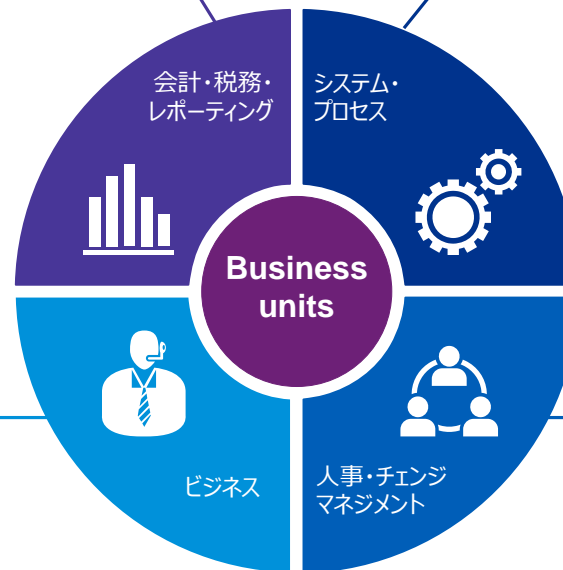 会計・税務・
レポーティング
システム・
プロセス
Business
units
ビジネス
人事・チェンジ
マネジメント